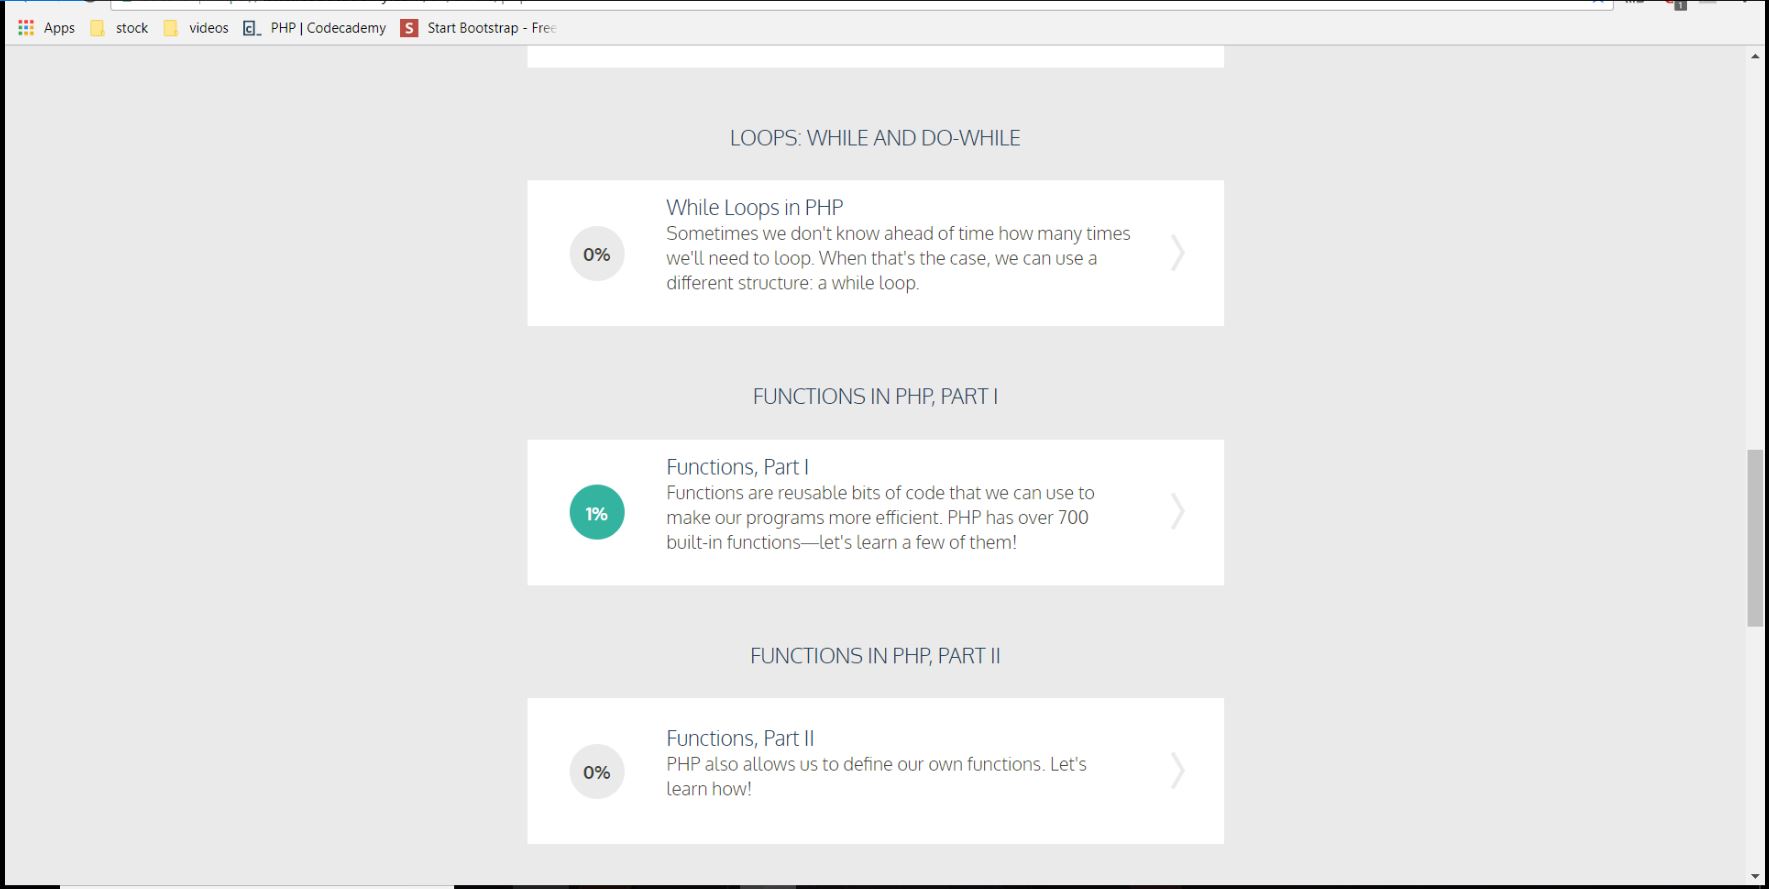 Apps stock videos PHP | Codecademy Start Bootstrap - Free
LOOPS: WHILE AND DO-WHILE
While Loops in PHP
Sometimes we don't know ahead of time how many times
0%
we'll need to loop. When that's the case, we can use a
different structure: a while loop.
FUNCTIONS IN PHP, PART I
Functions, Part I
Functions are reusable bits of code that we can use to
1%
make our programs more efficient. PHP has over 700
built-in functions—let's learn a few of them!
FUNCTIONS IN PHP, PART II
Functions, Part II
PHP also allows us to define our own functions. Let's
0%
learn how!